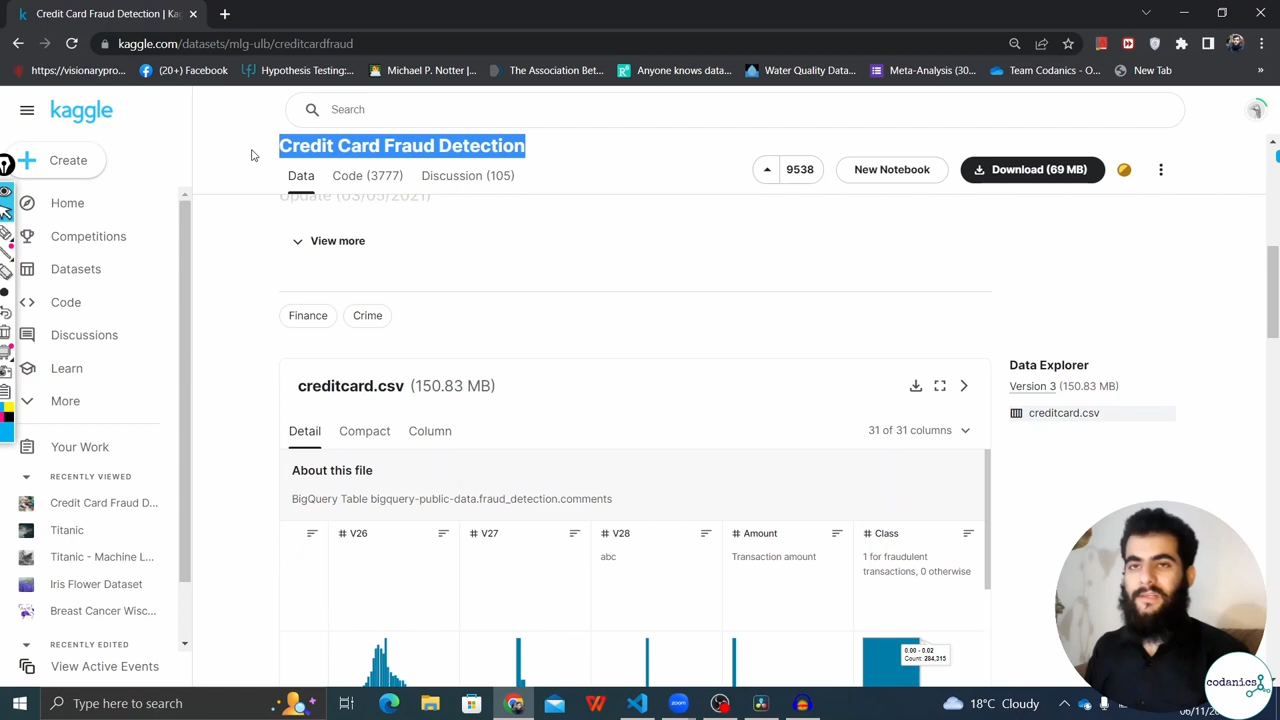 Credit Card Fraud Detection | Kag
kaggle.com/datasets/mlg-ulb/creditcardfraud
https://visionarypro...
(20+) Facebook
Hypothesis Testing:...
Michael P. Notter |...
The Association Bet...
Anyone knows data...
Water Quality Data...
Meta-Analysis (30...
Team Codanics - O...
New Tab
»
kaggle
Search
Create
Credit Card Fraud Detection
Data
Code (3777)
Discussion (105)
9538
New Notebook
Download (69 MB)
Home
Competitions
Datasets
Code
Discussions
Learn
More
Your Work
RECENTLY VIEWED
Credit Card Fraud D...
Titanic
Titanic - Machine L...
Iris Flower Dataset
Breast Cancer Wisc...
RECENTLY EDITED
View Active Events
Update (03/05/2021)
View more
Finance
Crime
creditcard.csv (150.83 MB)
Detail
Compact
Column
31 of 31 columns
About this file
BigQuery Table bigquery-public-data.fraud_detection.comments
# V26
# V27
# V28
# Amount
# Class
abc
Transaction amount
1 for fraudulent
transactions, 0 otherwise
0.00 - 0.02
Count: 284,315
Data Explorer
Version 3 (150.83 MB)
creditcard.csv
codanics
Type here to search
zoom
18°C Cloudy